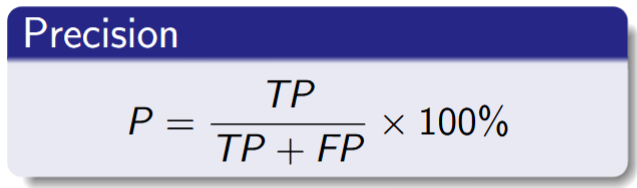 Precision
P = TP / TP + FP × 100%